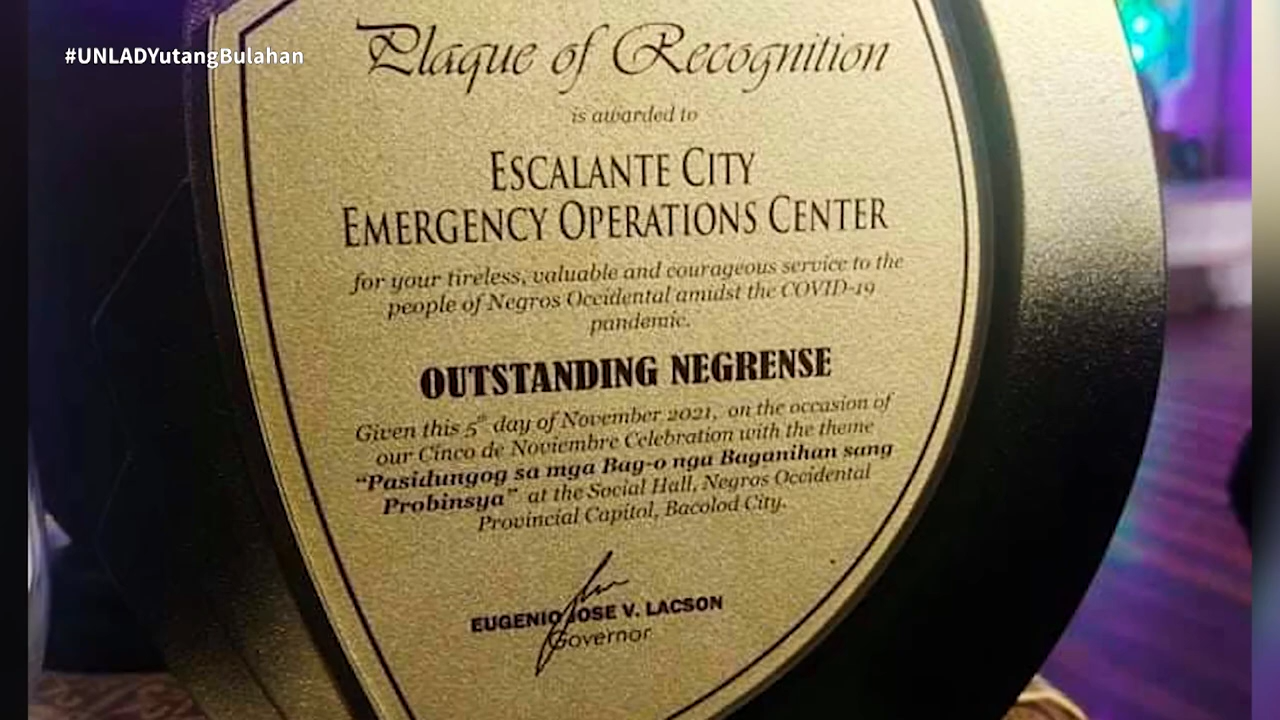 #UNLADYutangBulahan
Plaque of Recognition
is awarded to
ESCALANTE CITY
EMERGENCY OPERATIONS CENTER
for your tireless, valuable and courageous service to the
people of Negros Occidental amidst the COVID-19
pandemic.
OUTSTANDING NEGRENSE
Given this 5th day of November 2021, on the occasion of
our Cinco de Noviembre Celebration with the theme
“Pasidungog sa mga Bag-o nga Baganihan sang
Probinsya” at the Social Hall, Negros Occidental
Provincial Capitol, Bacolod City.
EUGENIO JOSE V. LACSON
Governor